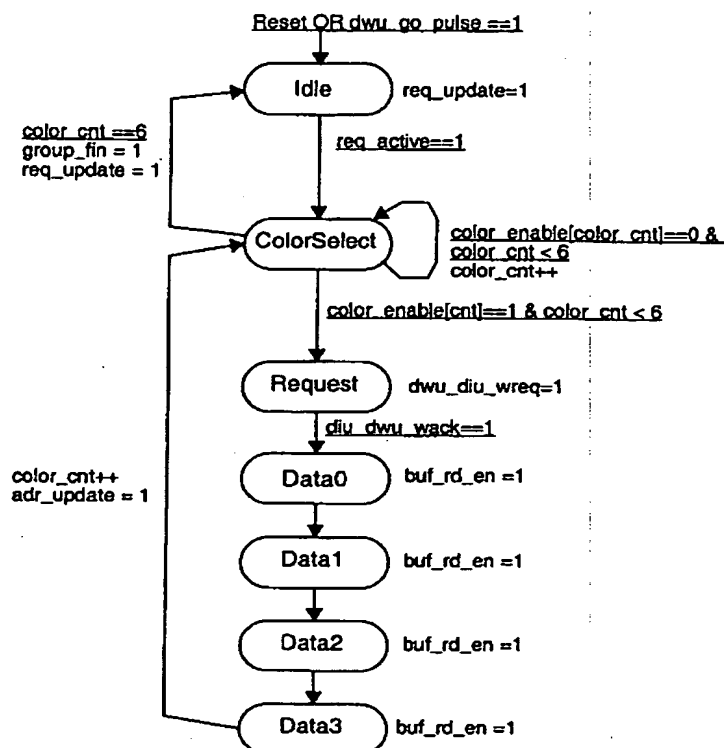 Reset OR dwu_go_pulse ==1
Idle
req_update=1
color_cnt ==6
group_fin = 1
req_update = 1
req_active==1
ColorSelect
color_enable[color_cnt]==0 &
color_cnt < 6
color_cnt++
color_enable[cnt]==1 & color_cnt < 6
Request
dwu_diu_wreq=1
diu_dwu_wack==1
Data0
buf_rd_en =1
color_cnt++
adr_update = 1
Data1
buf_rd_en =1
Data2
buf_rd_en =1
Data3
buf_rd_en =1